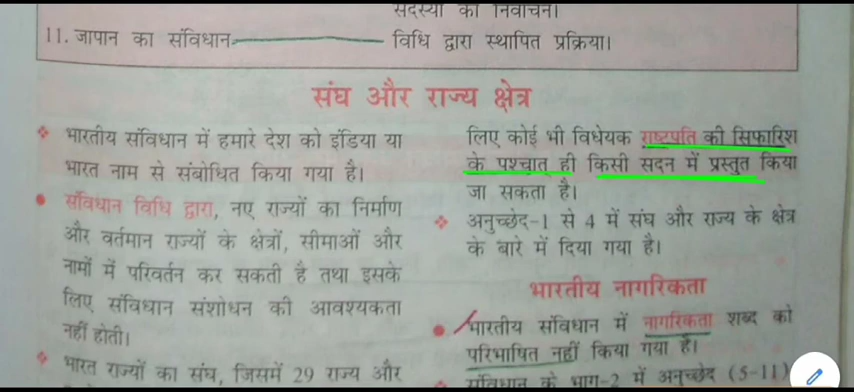 सदस्यों का निर्वाचन।
11. जापान का संविधान
विधि द्वारा स्थापित प्रक्रिया।
संघ और राज्य क्षेत्र
भारतीय संविधान में हमारे देश को इंडिया या
भारत नाम से संबोधित किया गया है।
संविधान विधि द्वारा, नए राज्यों का निर्माण
और वर्तमान राज्यों के क्षेत्रों, सीमाओं और
नामों में परिवर्तन कर सकती है तथा इसके
लिए संविधान संशोधन की आवश्यकता
नहीं होती।
भारत राज्यों का संघ, जिसमें 29 राज्य और
लिए कोई भी विधेयक राष्ट्रपति की सिफारिश
के पश्चात् ही किसी सदन में प्रस्तुत किया
जा सकता है।
अनुच्छेद-1 से 4 में संघ और राज्य के क्षेत्र
के बारे में दिया गया है।
भारतीय नागरिकता
भारतीय संविधान में नागरिकता शब्द को
परिभाषित नहीं किया गया है।
संविधान के भाग-2 में अनुच्छेद (5-11)